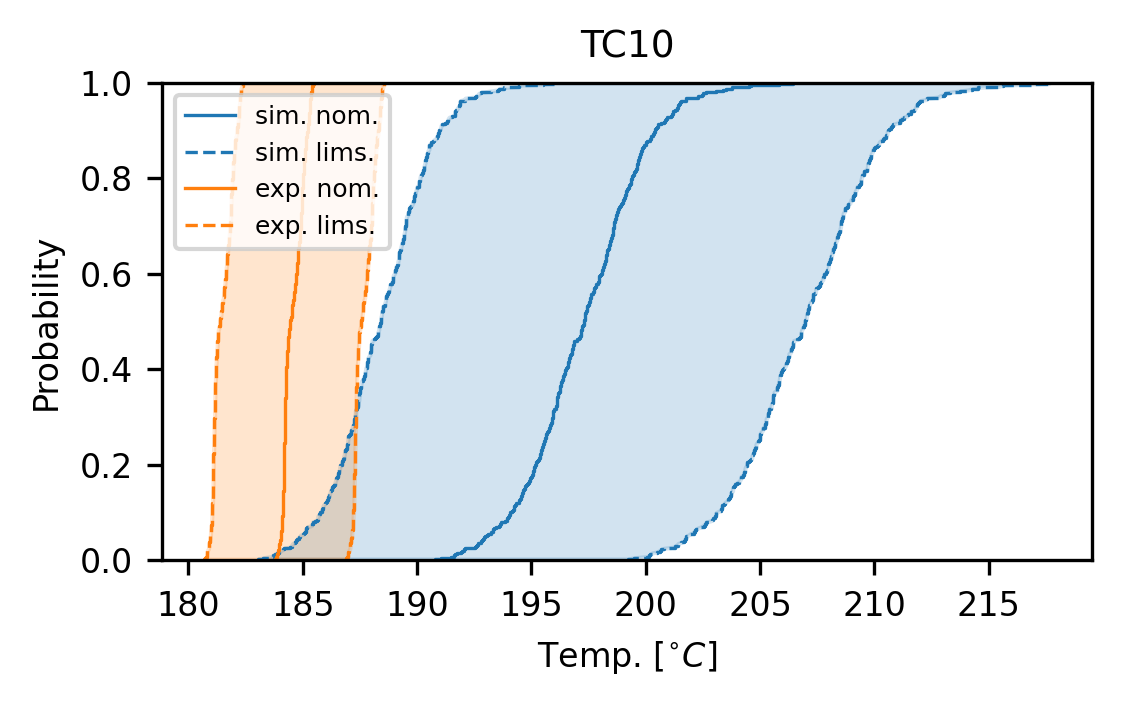 TC10
1.0
0.8
0.6
0.4
0.2
0.0
Probability
sim. nom.
sim. lims.
exp. nom.
exp. lims.
180 185 190 195 200 205 210 215
Temp. [°C]